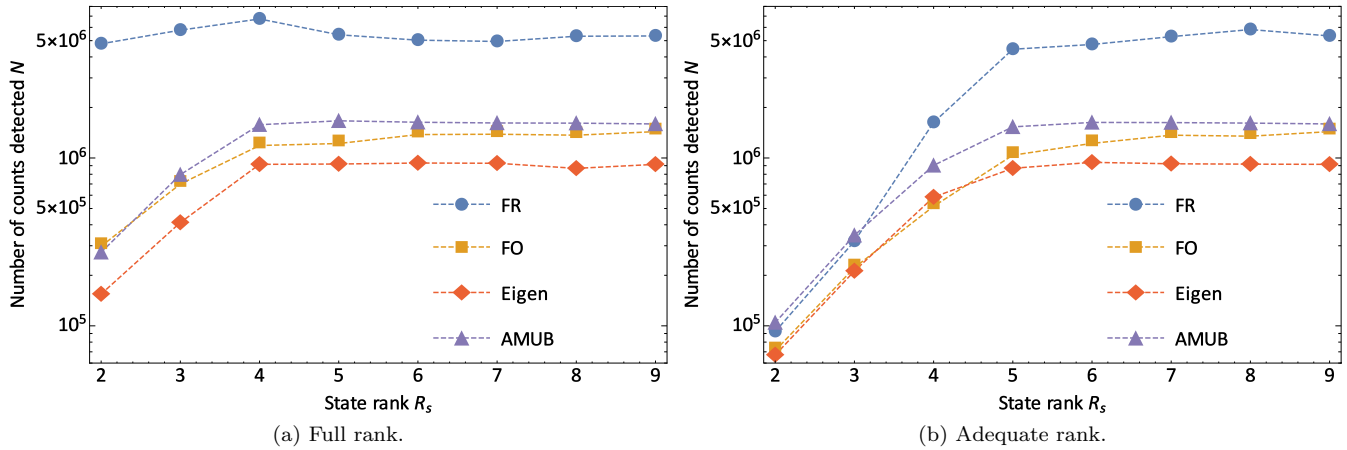 Number of counts detected N
5×10⁶
10⁶
5×10⁵
10⁵
FR
FO
Eigen
AMUB
2 3 4 5 6 7 8 9
State rank Rₛ
(a) Full rank.
Number of counts detected N
5×10⁶
10⁶
5×10⁵
10⁵
FR
FO
Eigen
AMUB
2 3 4 5 6 7 8 9
State rank Rₛ
(b) Adequate rank.